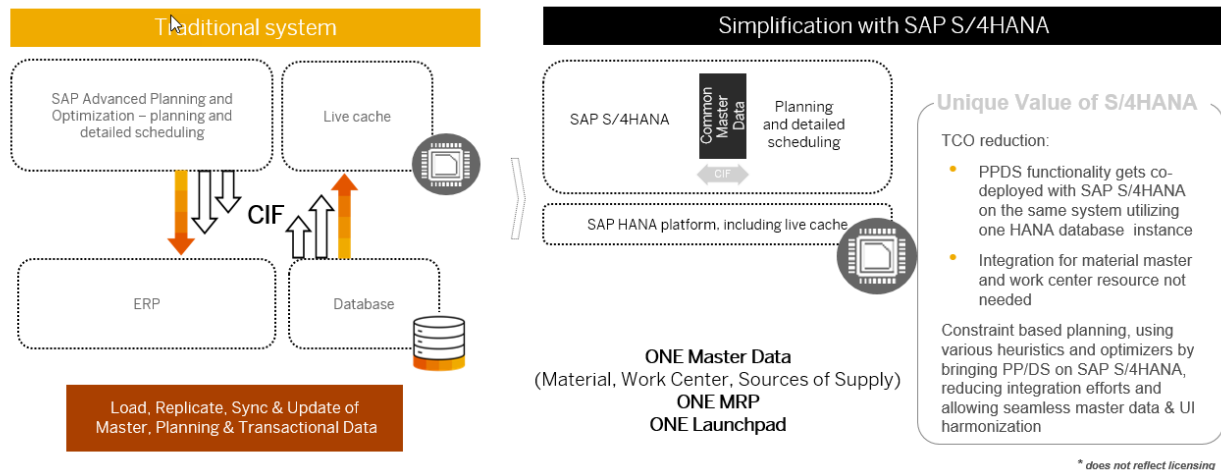 Traditional system
SAP Advanced Planning and
Optimization – planning and
detailed scheduling
Live cache
CIF
ERP
Database
Load, Replicate, Sync & Update of
Master, Planning & Transactional Data
Simplification with SAP S/4HANA
SAP S/4HANA
Common
Master
Data
CIF
Planning
and detailed
scheduling
SAP HANA platform, including live cache
ONE Master Data
(Material, Work Center, Sources of Supply)
ONE MRP
ONE Launchpad
Unique Value of S/4HANA
TCO reduction:
• PPDS functionality gets co-
deployed with SAP S/4HANA
on the same system utilizing
one HANA database instance
• Integration for material master
and work center resource not
needed
Constraint based planning, using
various heuristics and optimizers by
bringing PP/DS on SAP S/4HANA,
reducing integration efforts and
allowing seamless master data & UI
harmonization
* does not reflect licensing